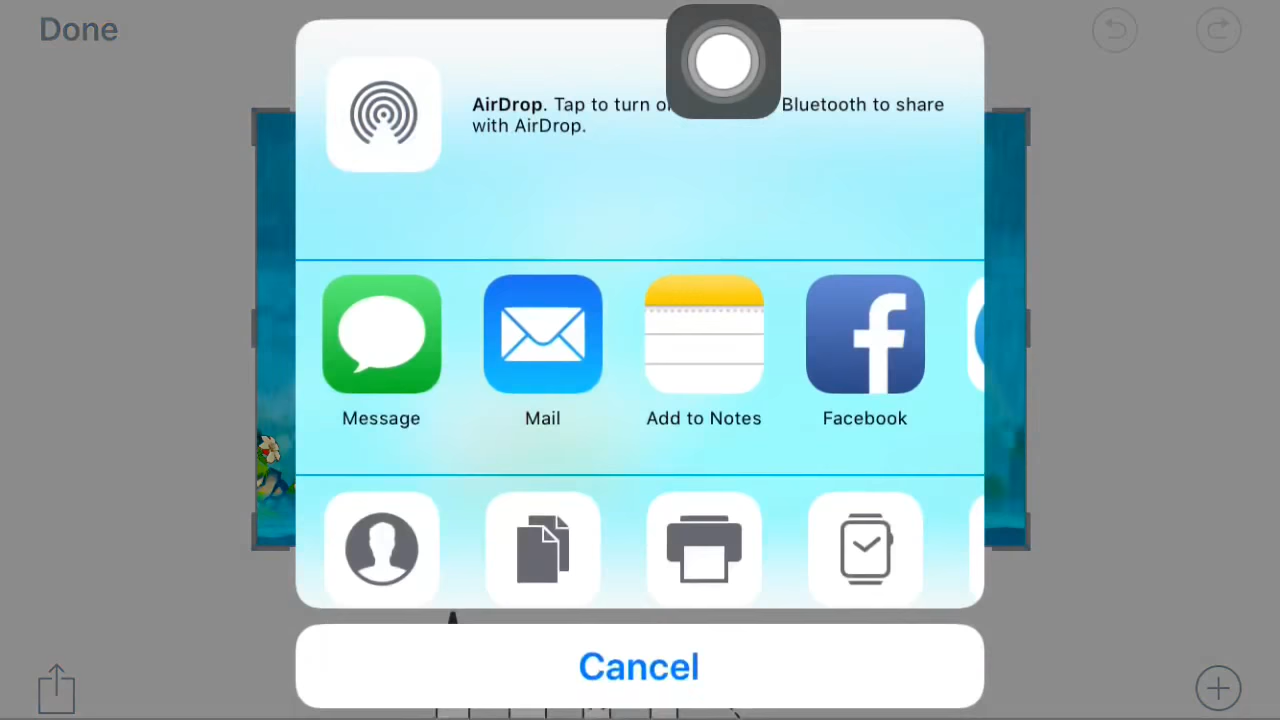 Done
AirDrop. Tap to turn Bluetooth to share
with AirDrop.
Message Mail Add to Notes Facebook
Cancel